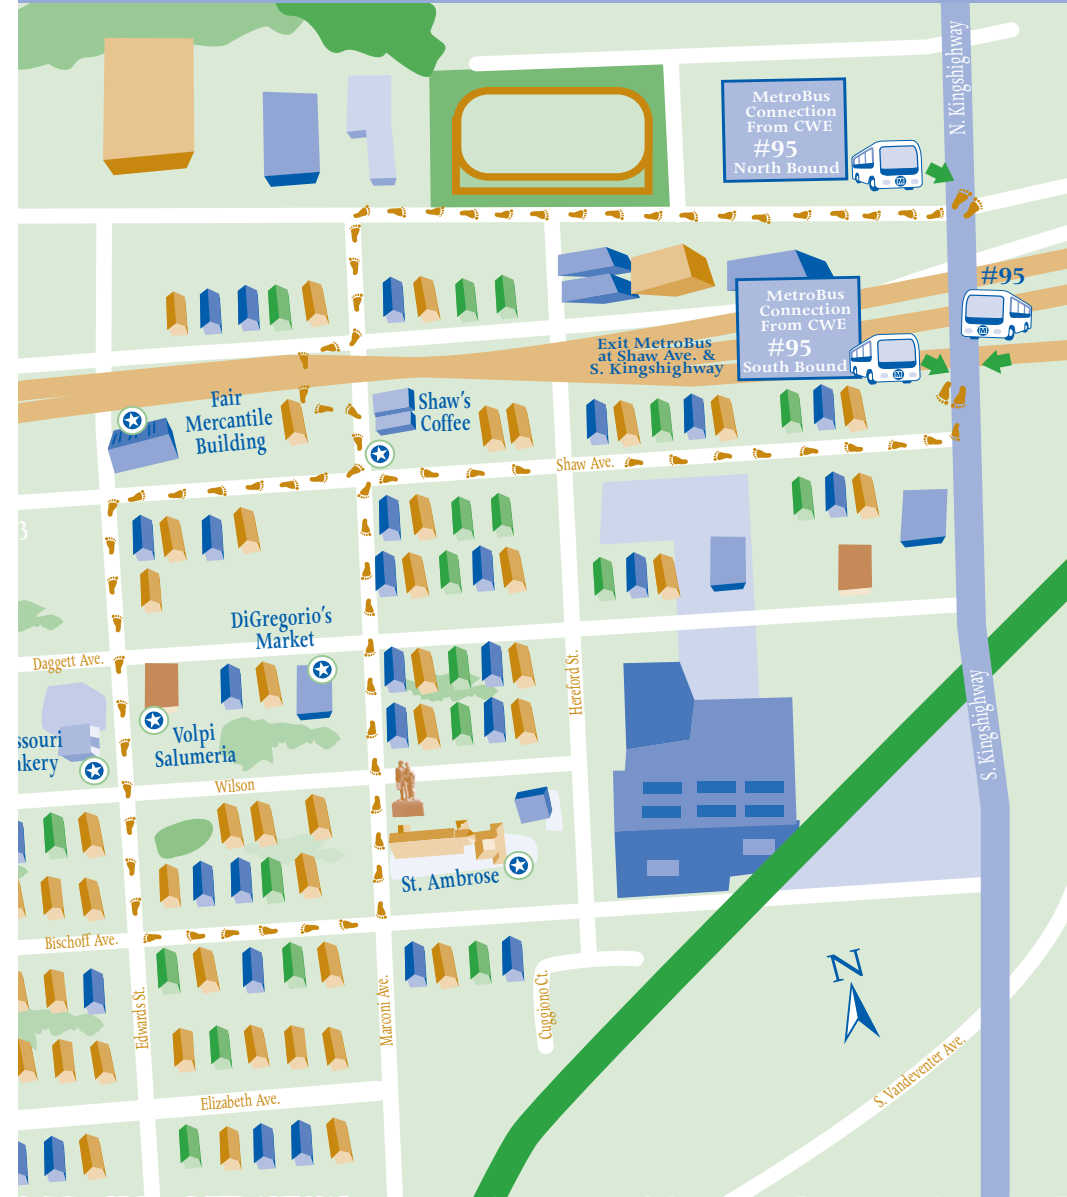 N. Kingshighway
MetroBus
Connection
From CWE
#95
North Bound
#95
MetroBus
Connection
From CWE
#95
South Bound
Exit MetroBus
at Shaw Ave. &
S. Kingshighway
Fair
Mercantile
Building
Shaw's
Coffee
Shaw Ave.
DiGregorio's
Market
Daggett Ave.
Hereford St.
S. Kingshighway
Volpi
Salumeria
ssouri
akery
Wilson
St. Ambrose
Bischoff Ave.
Edwards St.
Marconi Ave.
Cuggiono Ct.
N
S. Vandeventer Ave.
Elizabeth Ave.
M
M
M